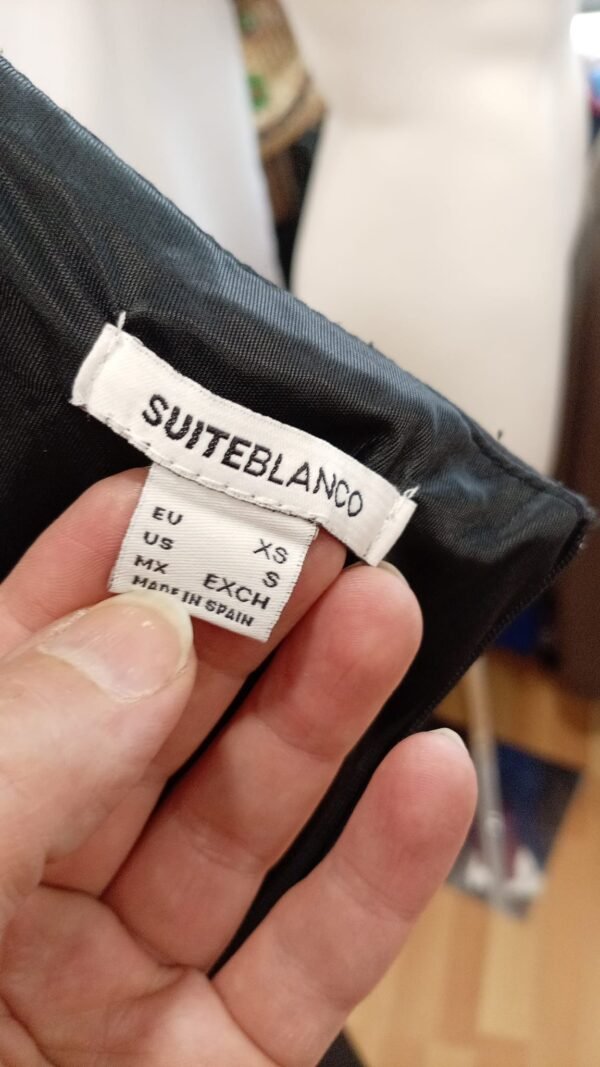 SUITEBLANCO
EU XS
US S
MX EXCH
MADE IN SPAIN